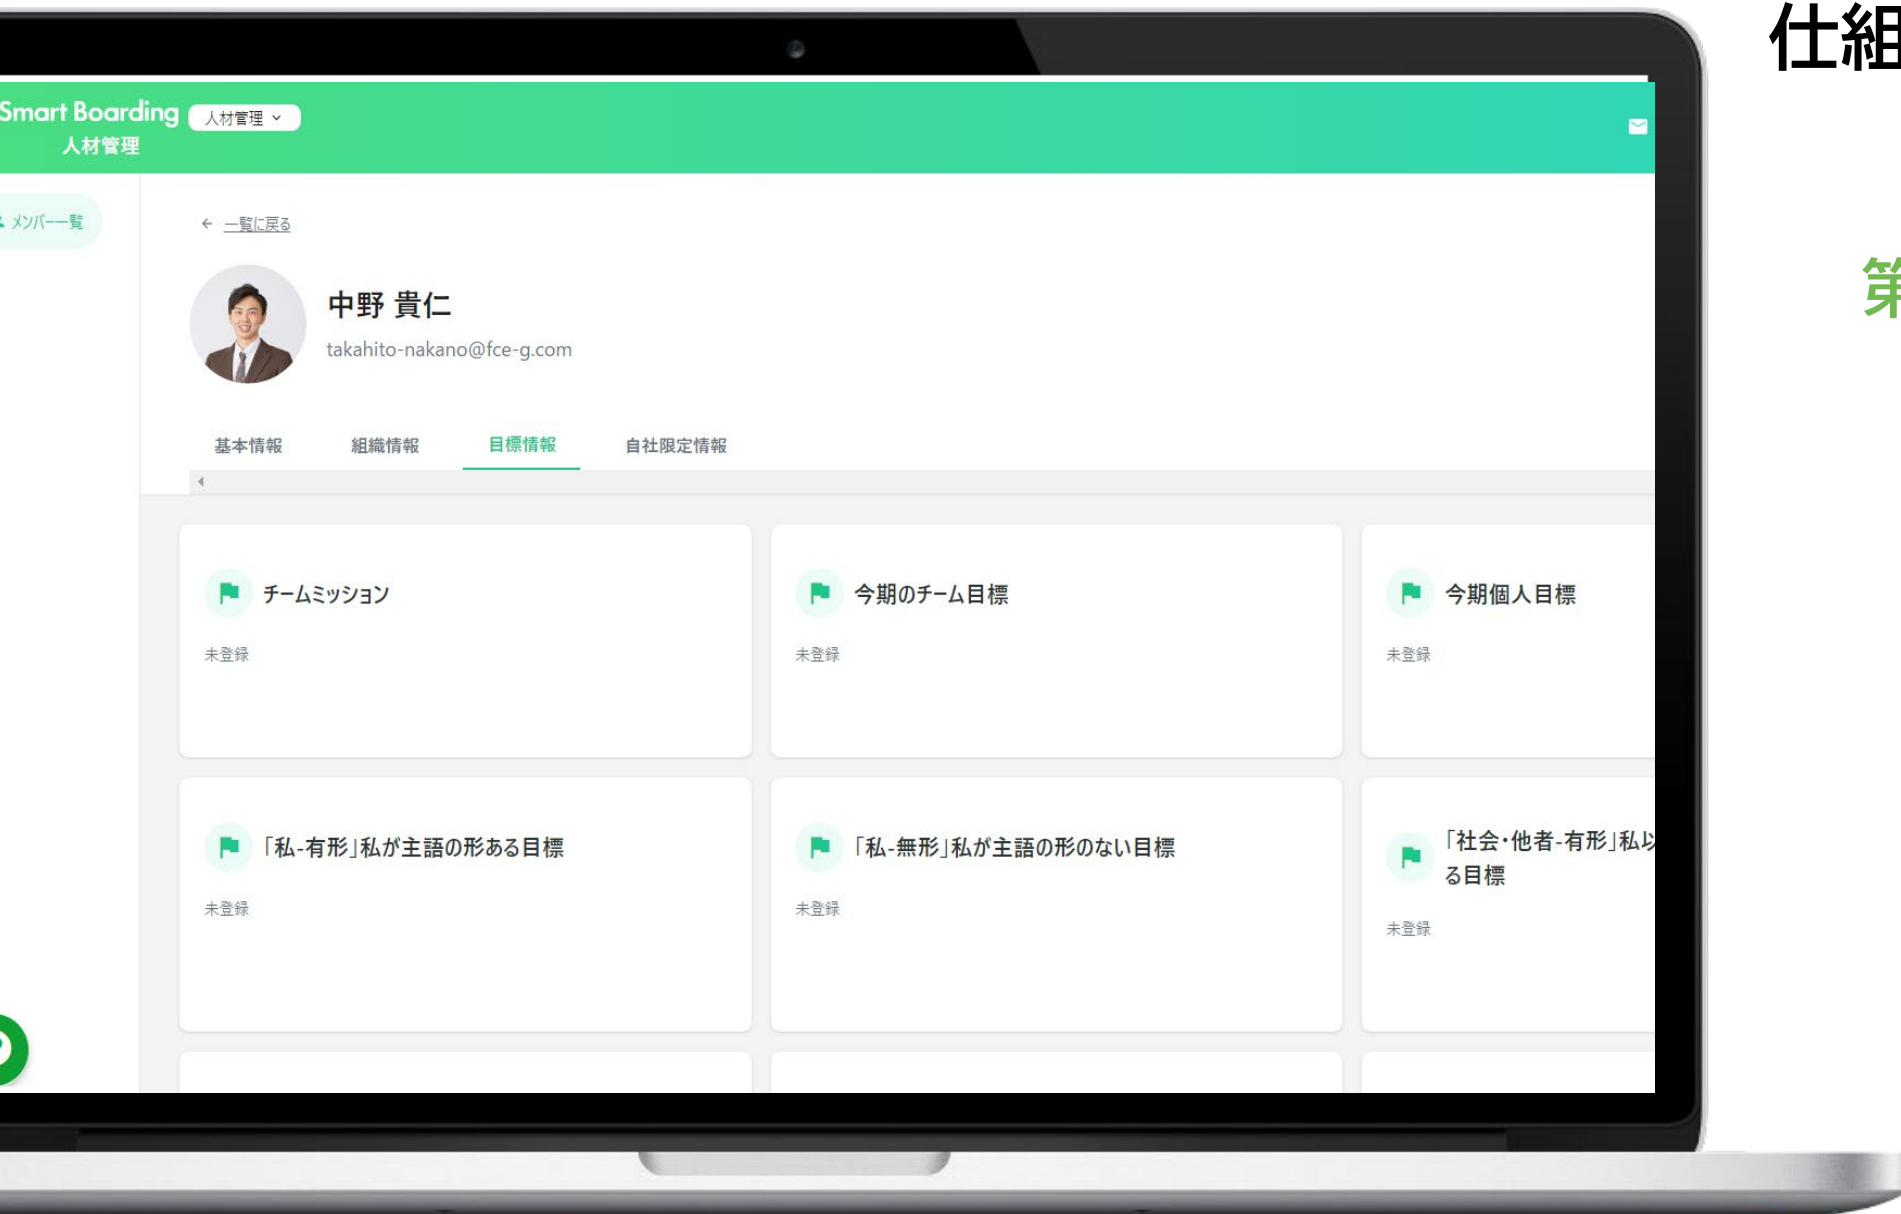 仕組
Smart Boarding
人材管理
人材管理
メンバー一覧
一覧に戻る
第
中野 貴仁
takahito-nakano@fce-g.com
基本情報
組織情報
目標情報
自社限定情報
チームミッション
今期のチーム目標
今期個人目標
未登録
未登録
未登録
「私-有形」私が主語の形ある目標
「私-無形」私が主語の形のない目標
「社会・他者-有形」私以
る目標
未登録
未登録
未登録